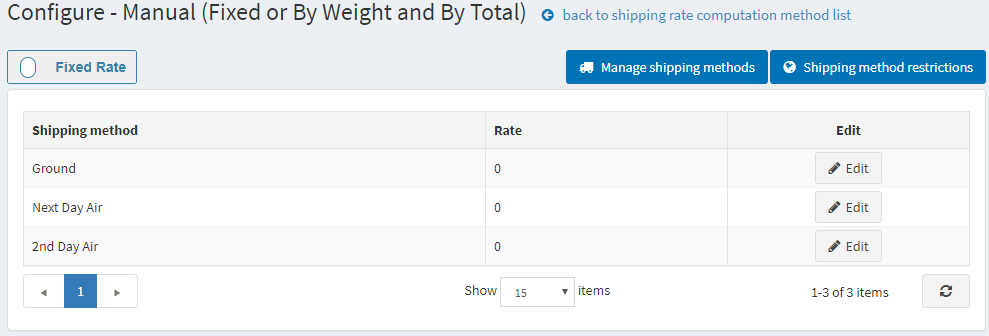 Configure - Manual (Fixed or By Weight and By Total) back to shipping rate computation method list
Fixed Rate Manage shipping methods Shipping method restrictions
Shipping method Rate Edit
Ground 0 Edit
Next Day Air 0 Edit
2nd Day Air 0 Edit
1 Show 15 items 1-3 of 3 items